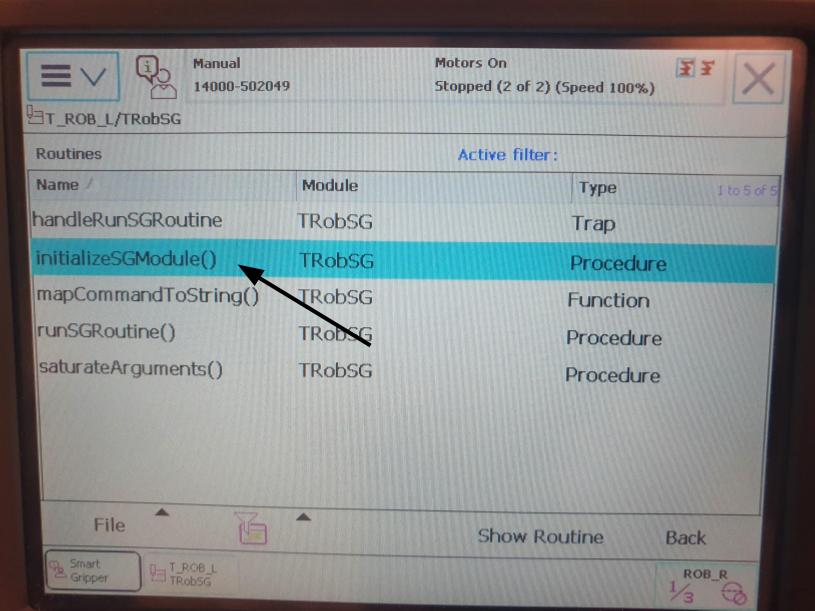 Manual
14000-502049
Motors On
Stopped (2 of 2) (Speed 100%)
T_ROB_L/TRobSG
Routines
Active filter:
Name Module Type 1 to 5 of 5
handleRunSGRoutine TRobSG Trap
initializeSGModule() TRobSG Procedure
mapCommandToString() TRobSG Function
runSGRoutine() TRobSG Procedure
saturateArguments() TRobSG Procedure
File Show Routine Back
Smart
Gripper
T_ROB_L
TRobSG
ROB_R
1/3